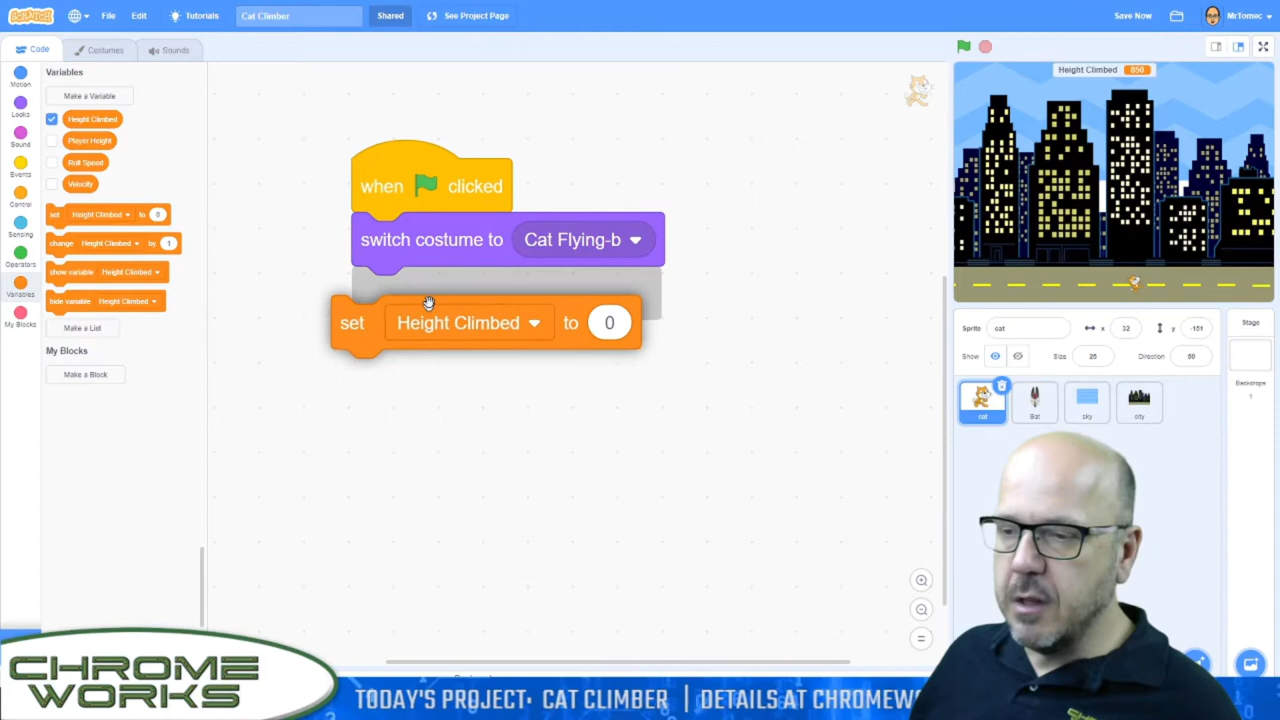 SCRATCH
File
Edit
Tutorials
Cat Climber
Shared
See Project Page
Save Now
MrTomec
Code
Costumes
Sounds
Motion
Looks
Sound
Events
Control
Sensing
Operators
Variables
My Blocks
Variables
Make a Variable
Height Climbed
Player Height
Roll Speed
Velocity
set Height Climbed to 0
change Height Climbed by 1
show variable Height Climbed
hide variable Height Climbed
Make a List
My Blocks
Make a Block
when clicked
switch costume to Cat Flying-b
set Height Climbed to 0
Height Climbed 850
Sprite cat x 32 y -151
Show Size 28 Direction 60
cat
Bat
sky
city
Stage
Backdrops
1
CHROME
WORKS
TODAY'S PROJECT: CAT CLIMBER | DETAILS AT CHROMEW